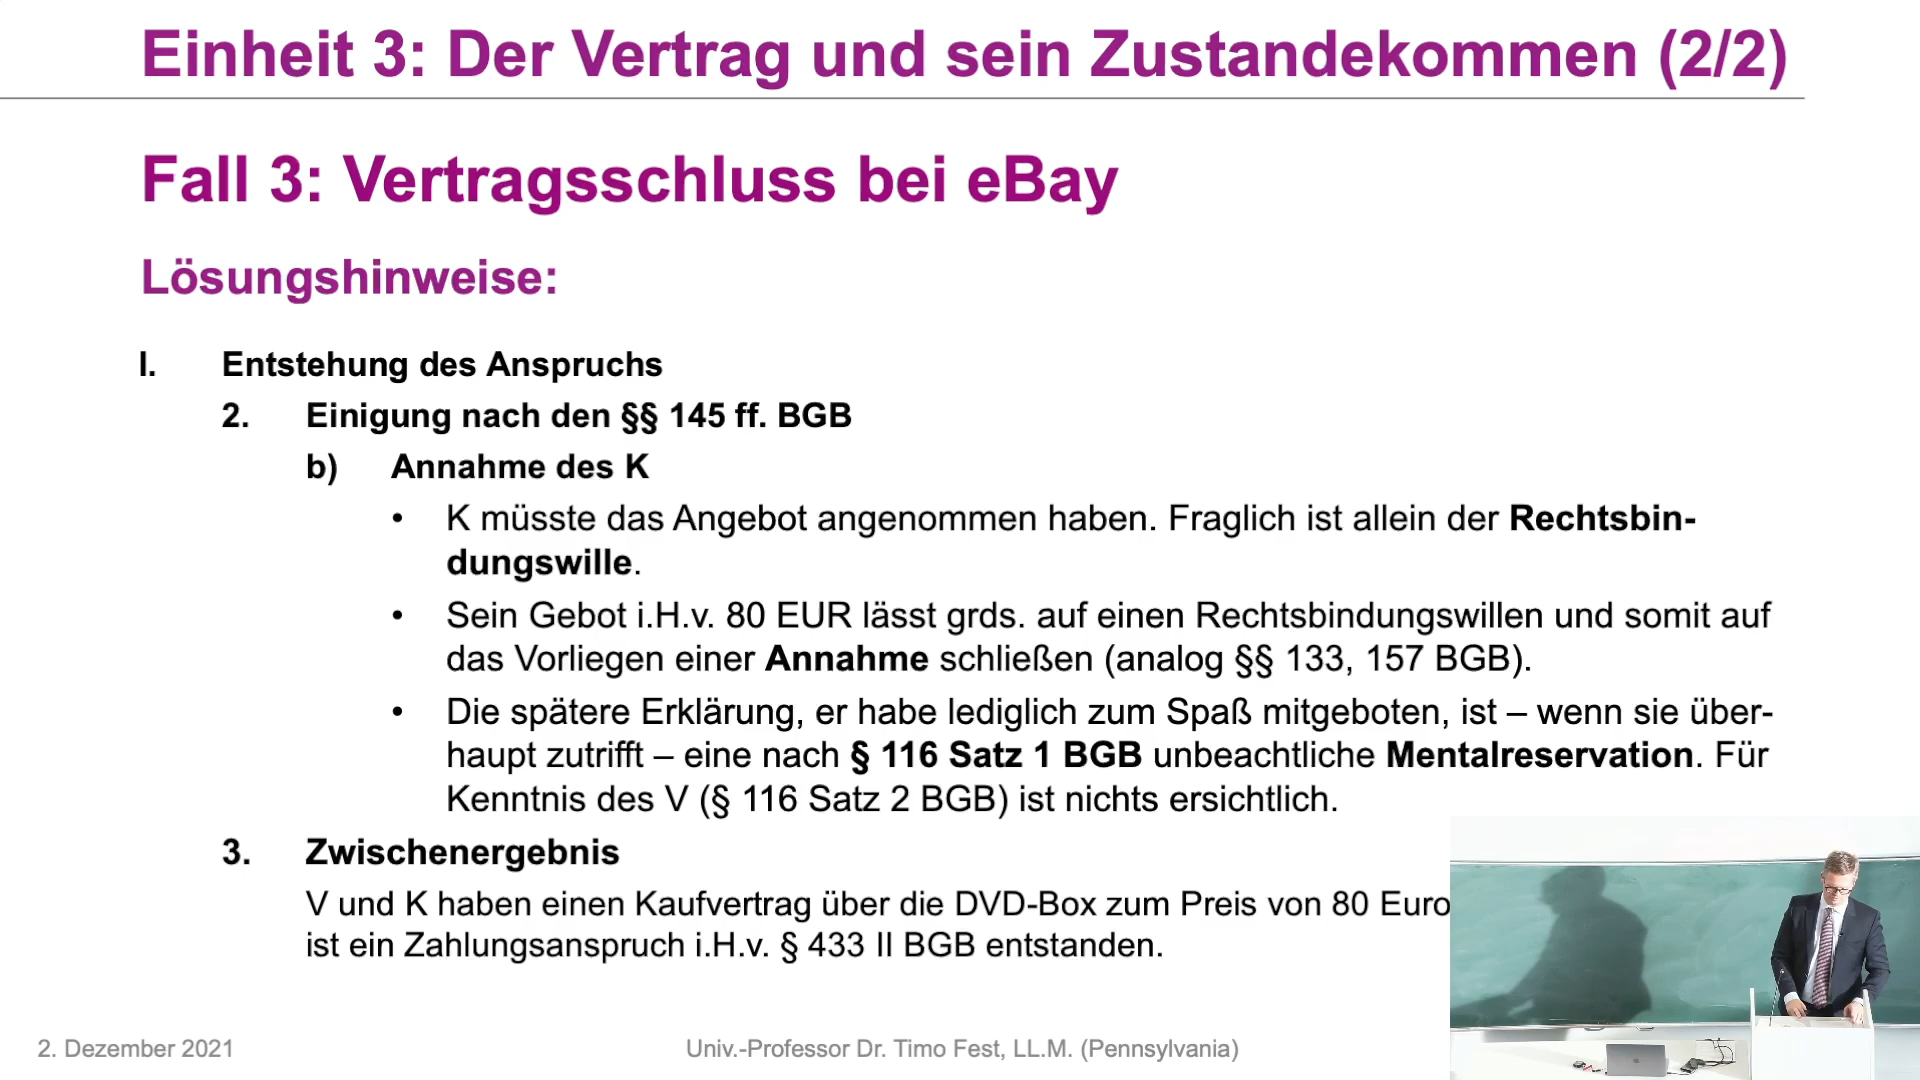 Einheit 3: Der Vertrag und sein Zustandekommen (2/2)
Fall 3: Vertragsschluss bei eBay
Lösungshinweise:
I. Entstehung des Anspruchs
2. Einigung nach den §§ 145 ff. BGB
b) Annahme des K
• K müsste das Angebot angenommen haben. Fraglich ist allein der Rechtsbin-
dungswille.
• Sein Gebot i.H.v. 80 EUR lässt grds. auf einen Rechtsbindungswillen und somit auf
das Vorliegen einer Annahme schließen (analog §§ 133, 157 BGB).
• Die spätere Erklärung, er habe lediglich zum Spaß mitgeboten, ist – wenn sie über-
haupt zutrifft – eine nach § 116 Satz 1 BGB unbeachtliche Mentalreservation. Für
Kenntnis des V (§ 116 Satz 2 BGB) ist nichts ersichtlich.
3. Zwischenergebnis
V und K haben einen Kaufvertrag über die DVD-Box zum Preis von 80 Euro
ist ein Zahlungsanspruch i.H.v. § 433 II BGB entstanden.
2. Dezember 2021
Univ.-Professor Dr. Timo Fest, LL.M. (Pennsylvania)